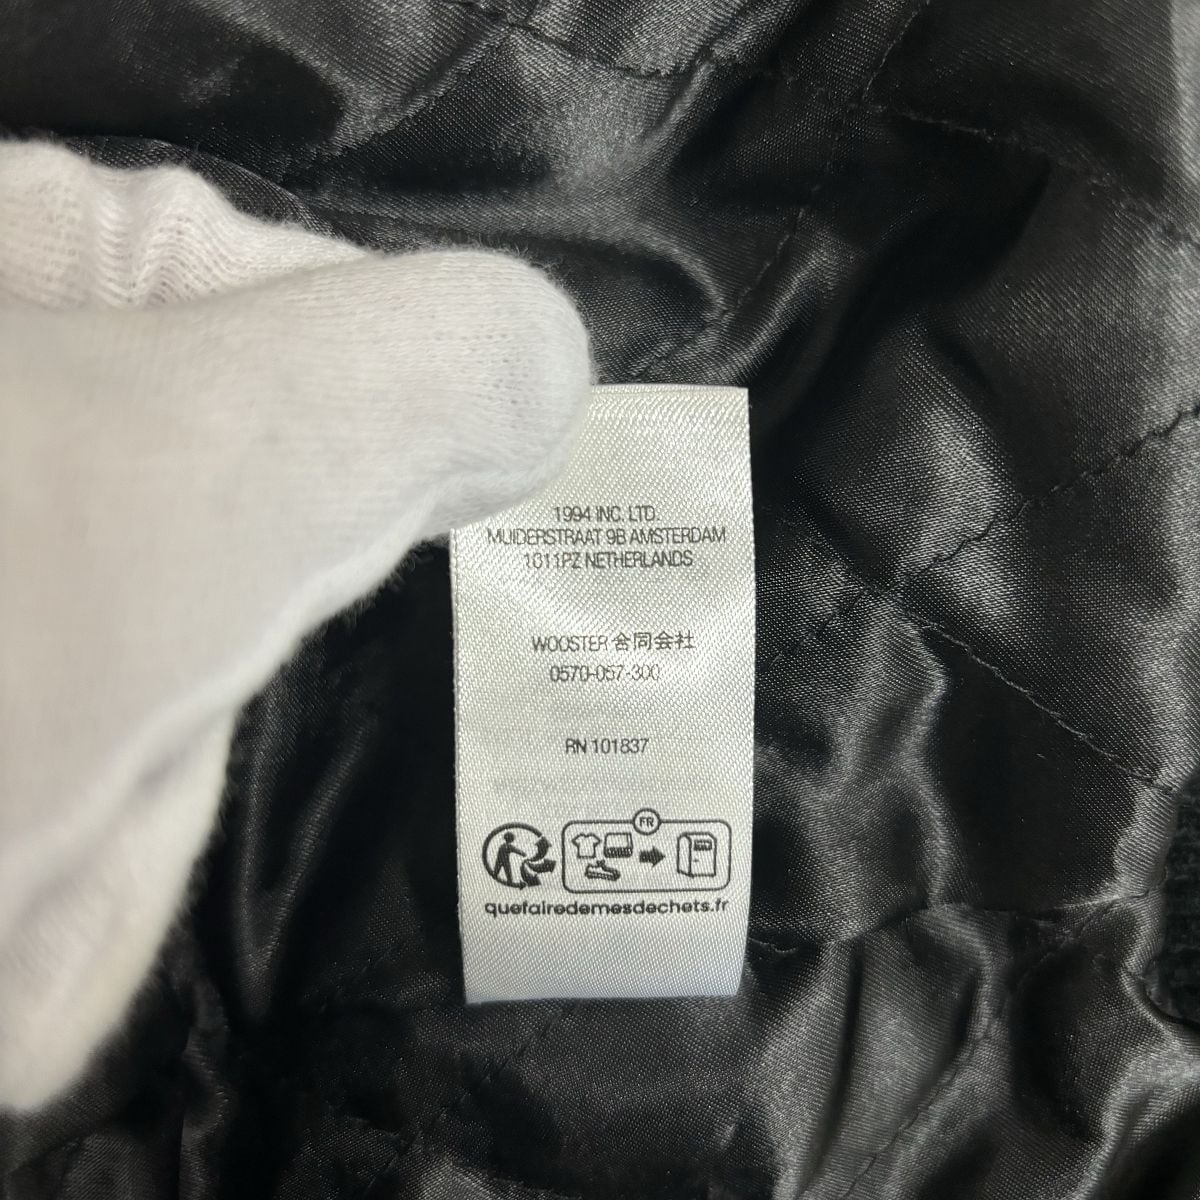 1994 INC. LTD.
MUIDERSTRAAT 9B AMSTERDAM
1011PZ NETHERLANDS
WOOSTER 合同会社
0570-057-300
RN 101837
FR
quefairedemesdechets.fr